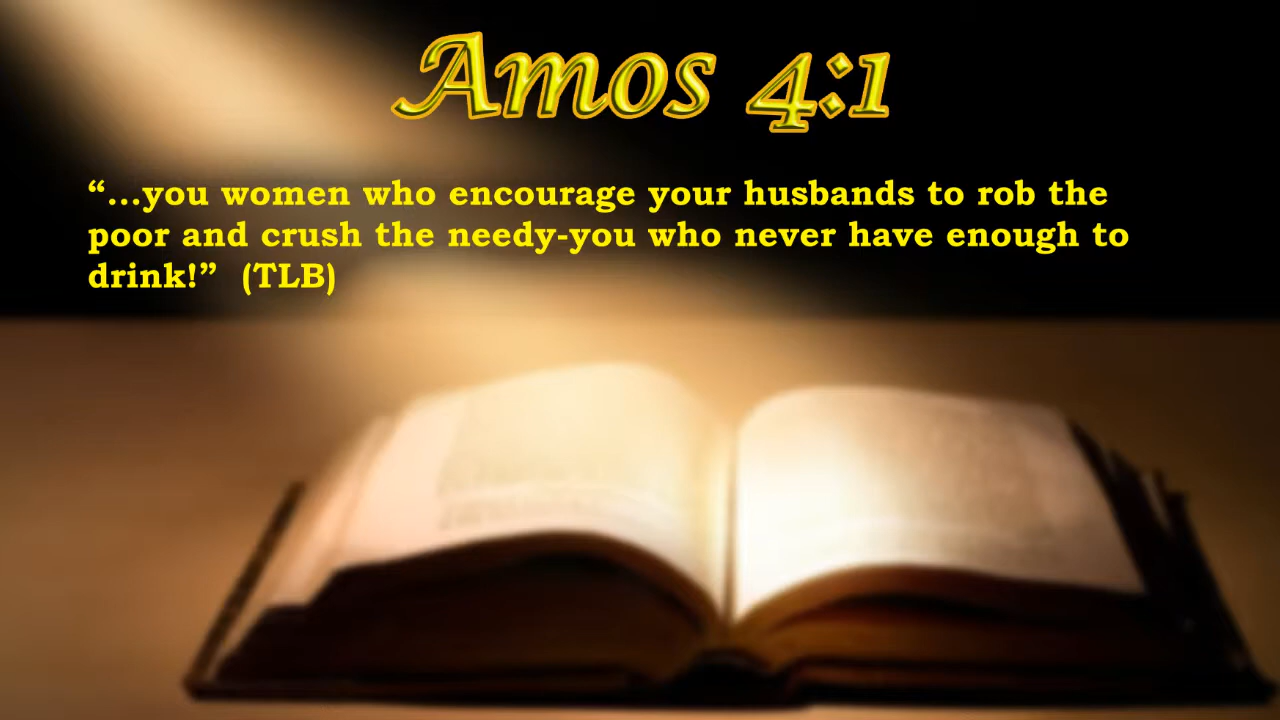 Amos 4:1
“...you women who encourage your husbands to rob the
poor and crush the needy-you who never have enough to
drink!” (TLB)